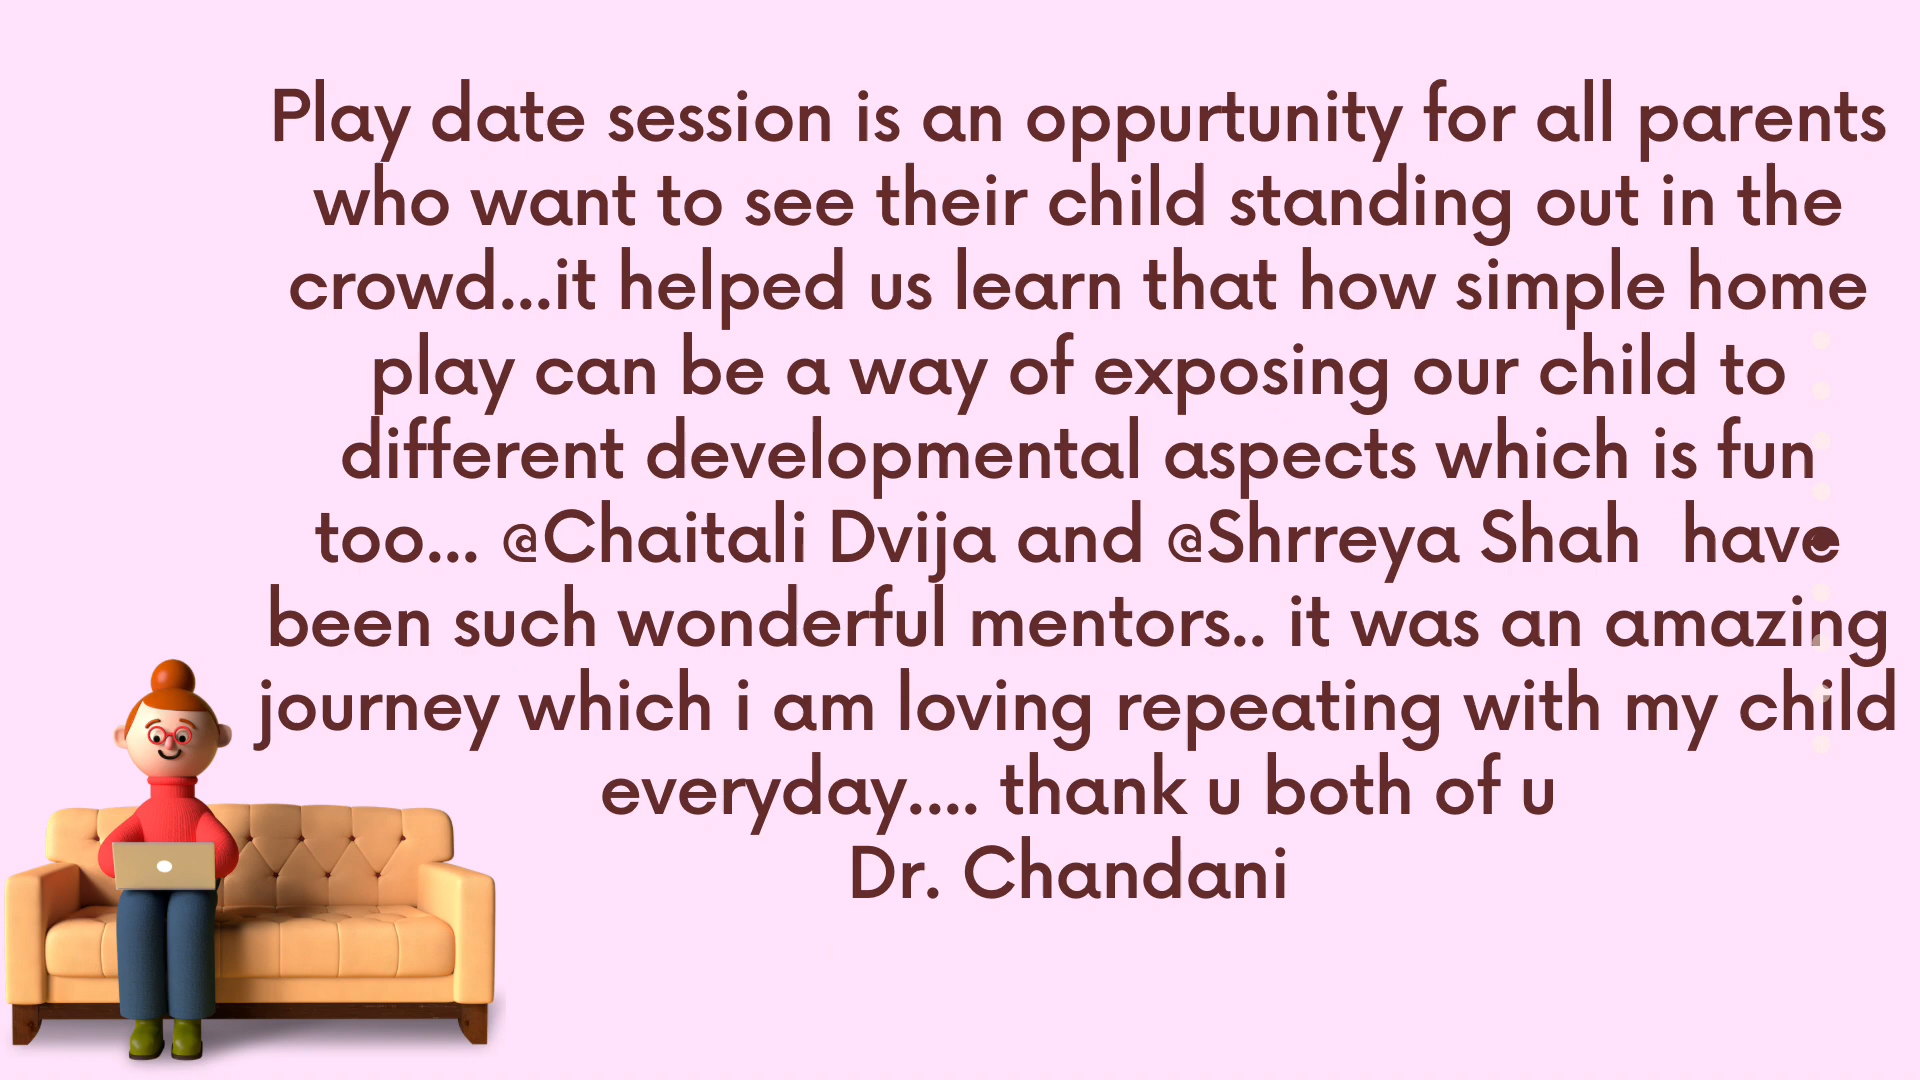 Play date session is an oppurtunity for all parents
who want to see their child standing out in the
crowd...it helped us learn that how simple home
play can be a way of exposing our child to
different developmental aspects which is fun
too... @Chaitali Dvija and @Shrreya Shah  have
been such wonderful mentors.. it was an amazing
journey which i am loving repeating with my child
everyday.... thank u both of u
Dr. Chandani